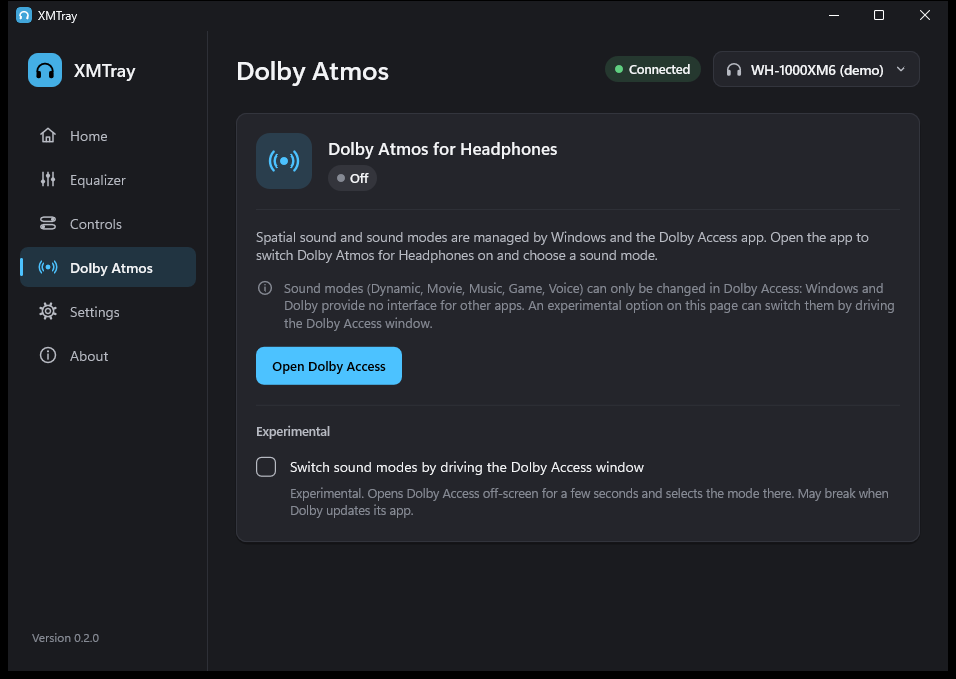 XMTray
XMTray
Home
Equalizer
Controls
Dolby Atmos
Settings
About
Version 0.2.0
Dolby Atmos
Connected
WH-1000XM6 (demo)
Dolby Atmos for Headphones
Off
Spatial sound and sound modes are managed by Windows and the Dolby Access app. Open the app to
switch Dolby Atmos for Headphones on and choose a sound mode.
Sound modes (Dynamic, Movie, Music, Game, Voice) can only be changed in Dolby Access: Windows and
Dolby provide no interface for other apps. An experimental option on this page can switch them by driving
the Dolby Access window.
Open Dolby Access
Experimental
Switch sound modes by driving the Dolby Access window
Experimental. Opens Dolby Access off-screen for a few seconds and selects the mode there. May break when
Dolby updates its app.